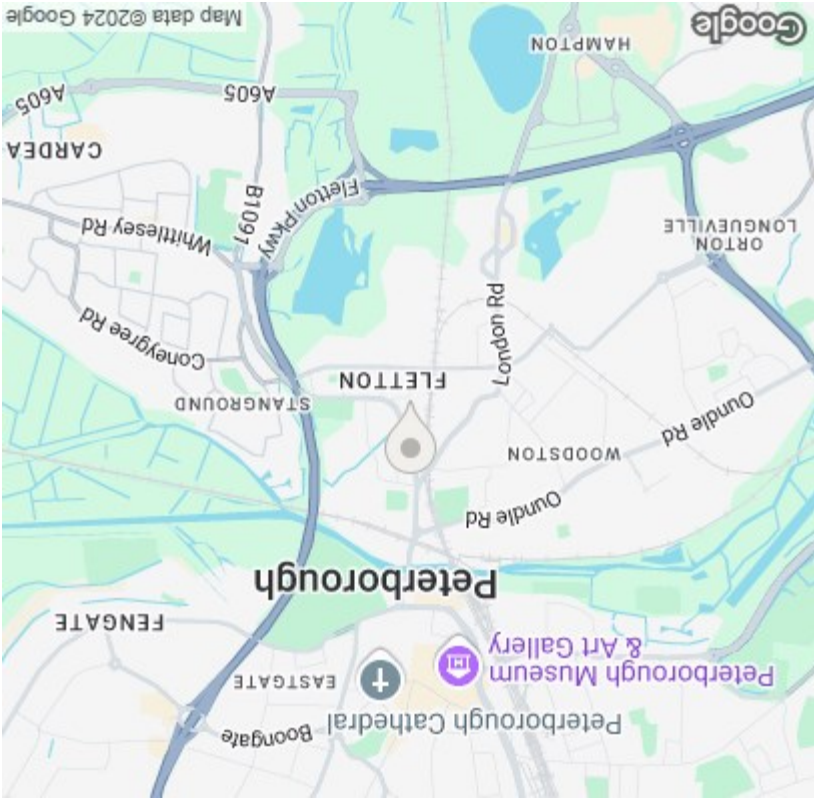 Boongate
Peterborough Cathedral
EASTGATE
Peterborough Museum
& Art Gallery
FENGATE
Peterborough
Oundle Rd
WOODSTON
Oundle Rd
STANGROUND
FLETTON
Coneygree Rd
London Rd
ORTON
LONGUEVILLE
Whittlesey Rd
Fletton Pkwy
B1091
CARDEA
A605
A605
HAMPTON
Google
Map data ©2024 Google